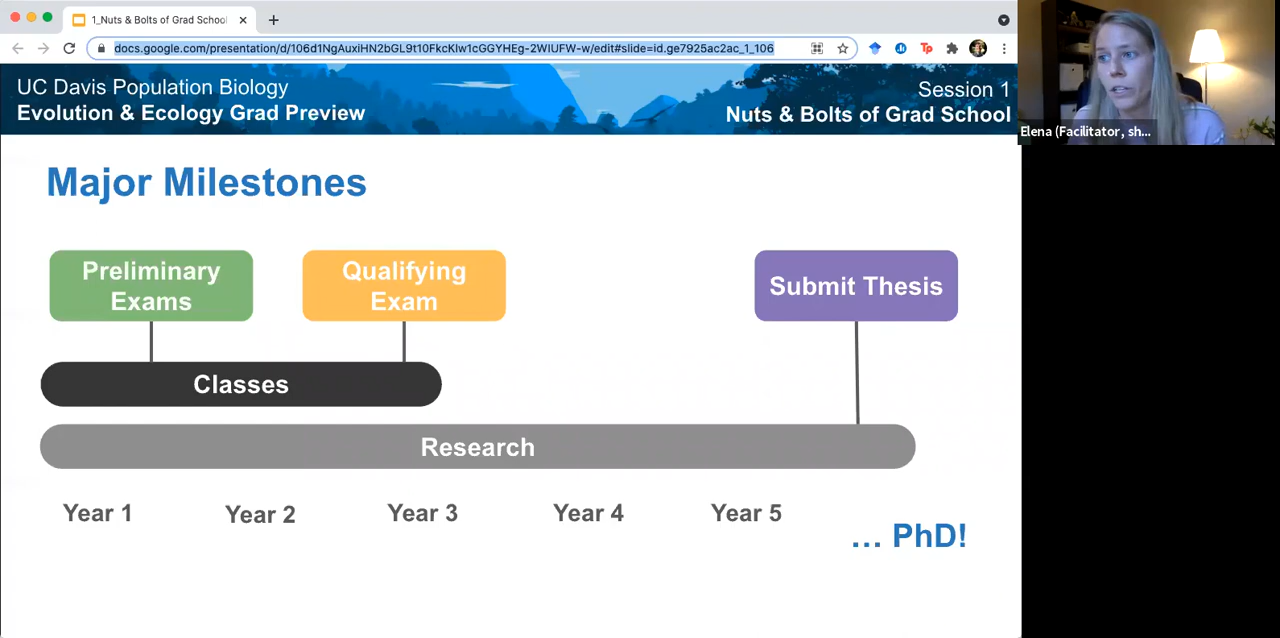 1_Nuts & Bolts of Grad School
docs.google.com/presentation/d/106d1NgAuxiHN2bGL9t10FkcKlw1cGGYHEg-2WIUFW-w/edit#slide=id.ge7925ac2ac_1_106
Tp
UC Davis Population Biology
Evolution & Ecology Grad Preview
Session 1
Nuts & Bolts of Grad School
Elena (Facilitator, sh...
Major Milestones
Preliminary
Exams
Qualifying
Exam
Submit Thesis
Classes
Research
Year 1
Year 2
Year 3
Year 4
Year 5
... PhD!